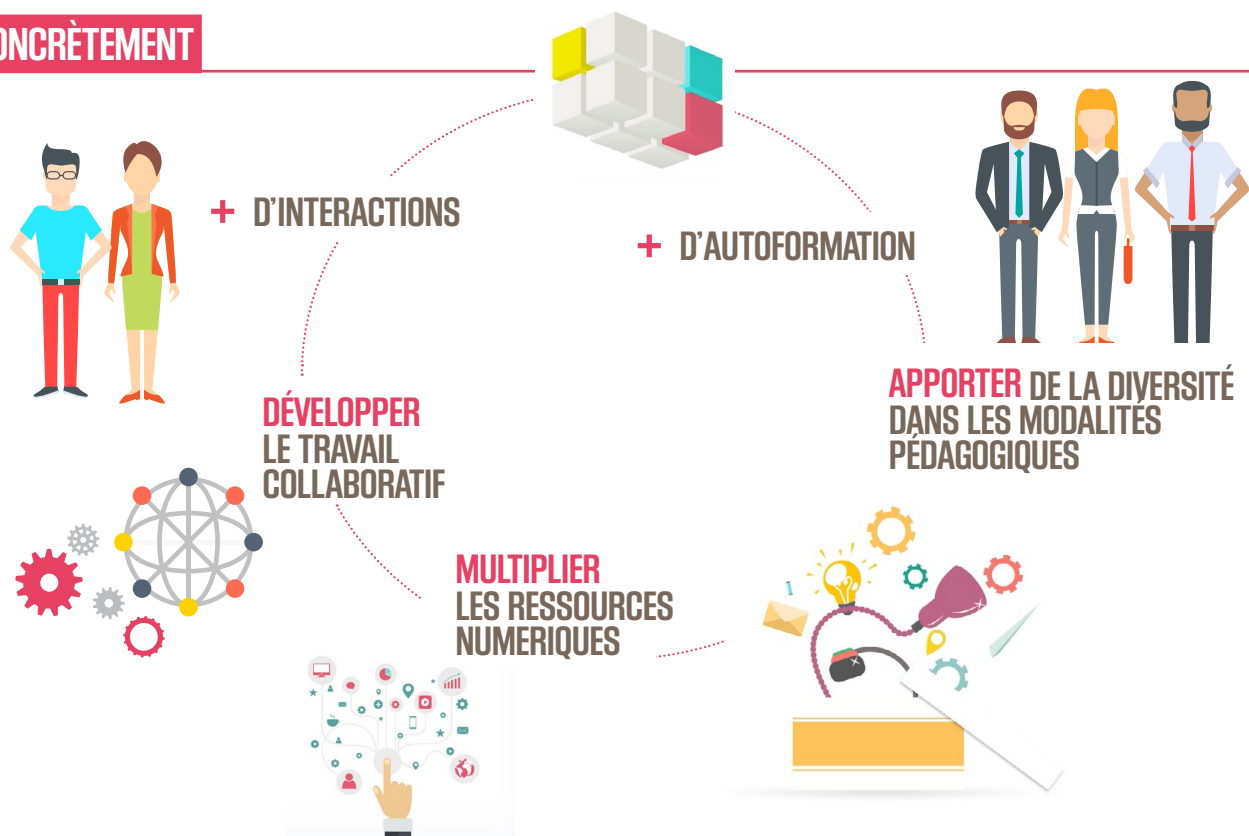 ONCRÈTEMENT
+ D'INTERACTIONS
+ D'AUTOFORMATION
APPORTER DE LA DIVERSITÉ
DANS LES MODALITÉS
PÉDAGOGIQUES
DÉVELOPPER
LE TRAVAIL
COLLABORATIF
MULTIPLIER
LES RESSOURCES
NUMERIQUES